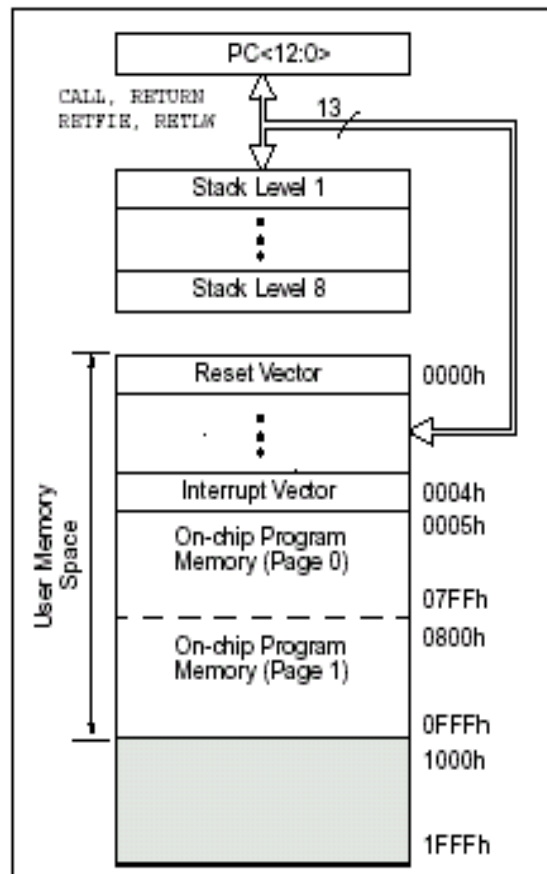 PC<12:0>
CALL, RETURN
RETFIE, RETLW
13
Stack Level 1
Stack Level 8
Reset Vector
0000h
Interrupt Vector
0004h
User Memory
Space
On-chip Program
Memory (Page 0)
0005h
07FFh
On-chip Program
Memory (Page 1)
0800h
0FFFh
1000h
1FFFh